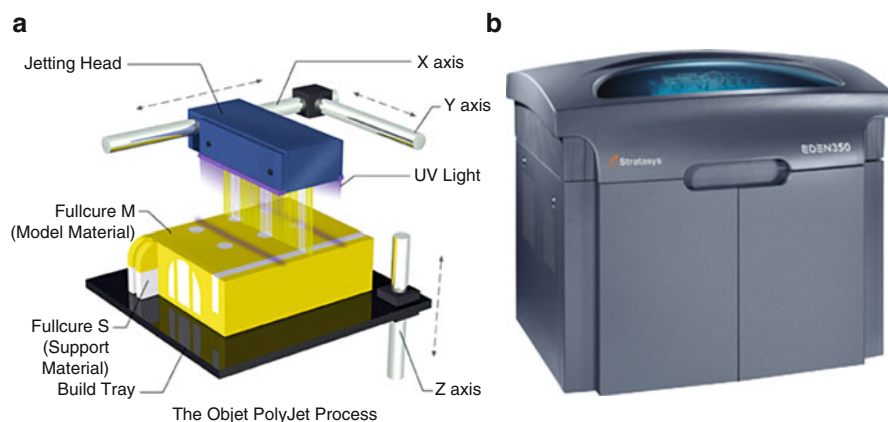 a
Jetting Head
X axis
Y axis
UV Light
Fullcure M
(Model Material)
Fullcure S
(Support
Material)
Build Tray
Z axis
The Objet PolyJet Process
b
Stratasys
EDEN350